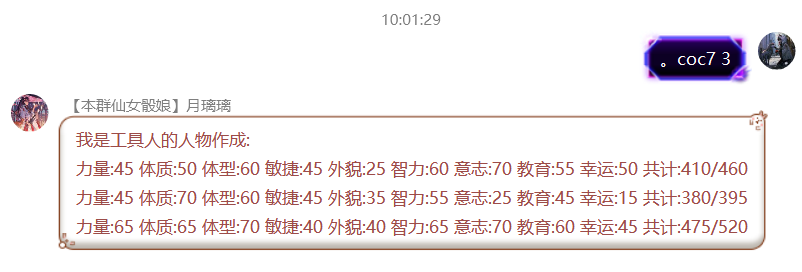 10:01:29
。coc7 3
【本群仙女骰娘】月璃璃
我是工具人的人物作成:
力量:45 体质:50 体型:60 敏捷:45 外貌:25 智力:60 意志:70 教育:55 幸运:50 共计:410/460
力量:45 体质:70 体型:60 敏捷:45 外貌:35 智力:55 意志:25 教育:45 幸运:15 共计:380/395
力量:65 体质:65 体型:70 敏捷:40 外貌:40 智力:65 意志:70 教育:60 幸运:45 共计:475/520